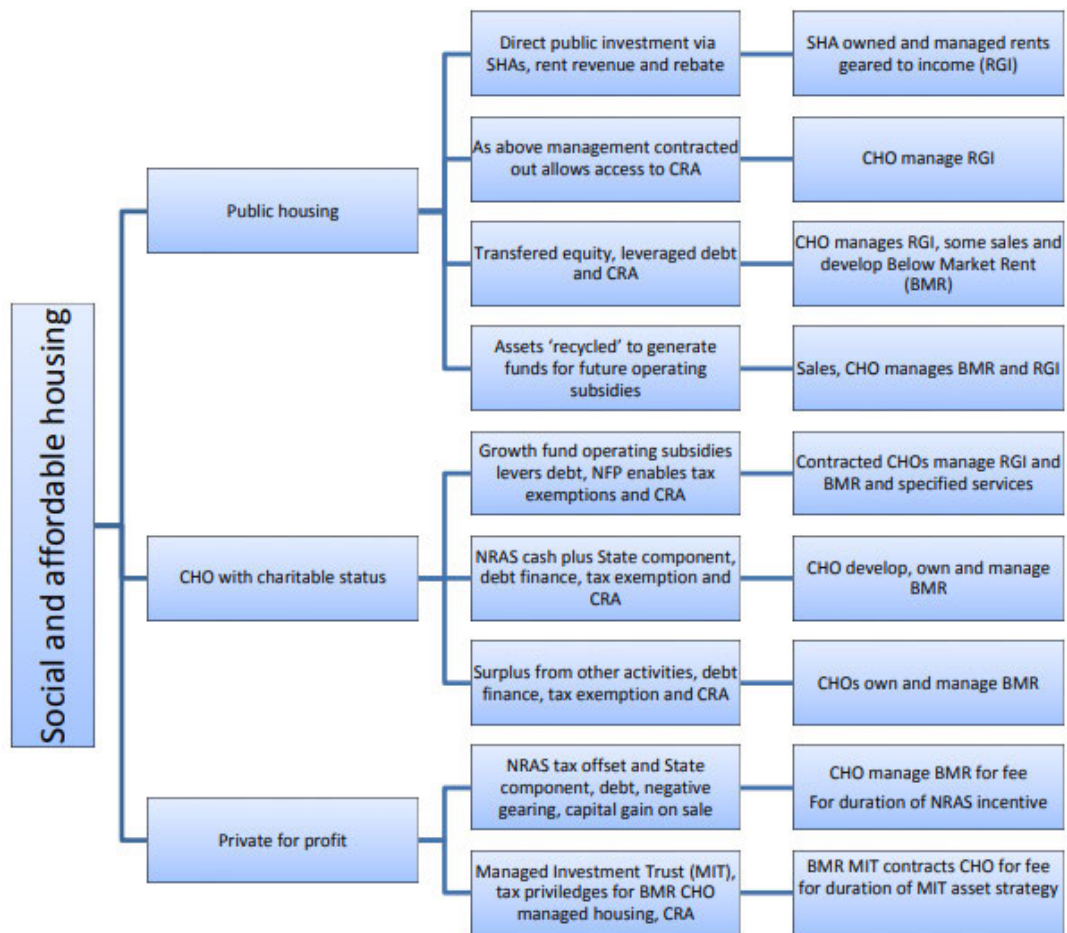 Social and affordable housing
Public housing
Direct public investment via
SHAs, rent revenue and rebate
SHA owned and managed rents
geared to income (RGI)
As above management contracted
out allows access to CRA
CHO manage RGI
Transfered equity, leveraged debt
and CRA
CHO manages RGI, some sales and
develop Below Market Rent
(BMR)
Assets ‘recycled’ to generate
funds for future operating
subsidies
Sales, CHO manages BMR and RGI
CHO with charitable status
Growth fund operating subsidies
levers debt, NFP enables tax
exemptions and CRA
Contracted CHOs manage RGI and
BMR and specified services
NRAS cash plus State component,
debt finance, tax exemption and
CRA
CHO develop, own and manage
BMR
Surplus from other activities, debt
finance, tax exemption and CRA
CHOs own and manage BMR
Private for profit
NRAS tax offset and State
component, debt, negative
gearing, capital gain on sale
CHO manage BMR for fee
For duration of NRAS incentive
Managed Investment Trust (MIT),
tax priviledges for BMR CHO
managed housing, CRA
BMR MIT contracts CHO for fee
for duration of MIT asset strategy